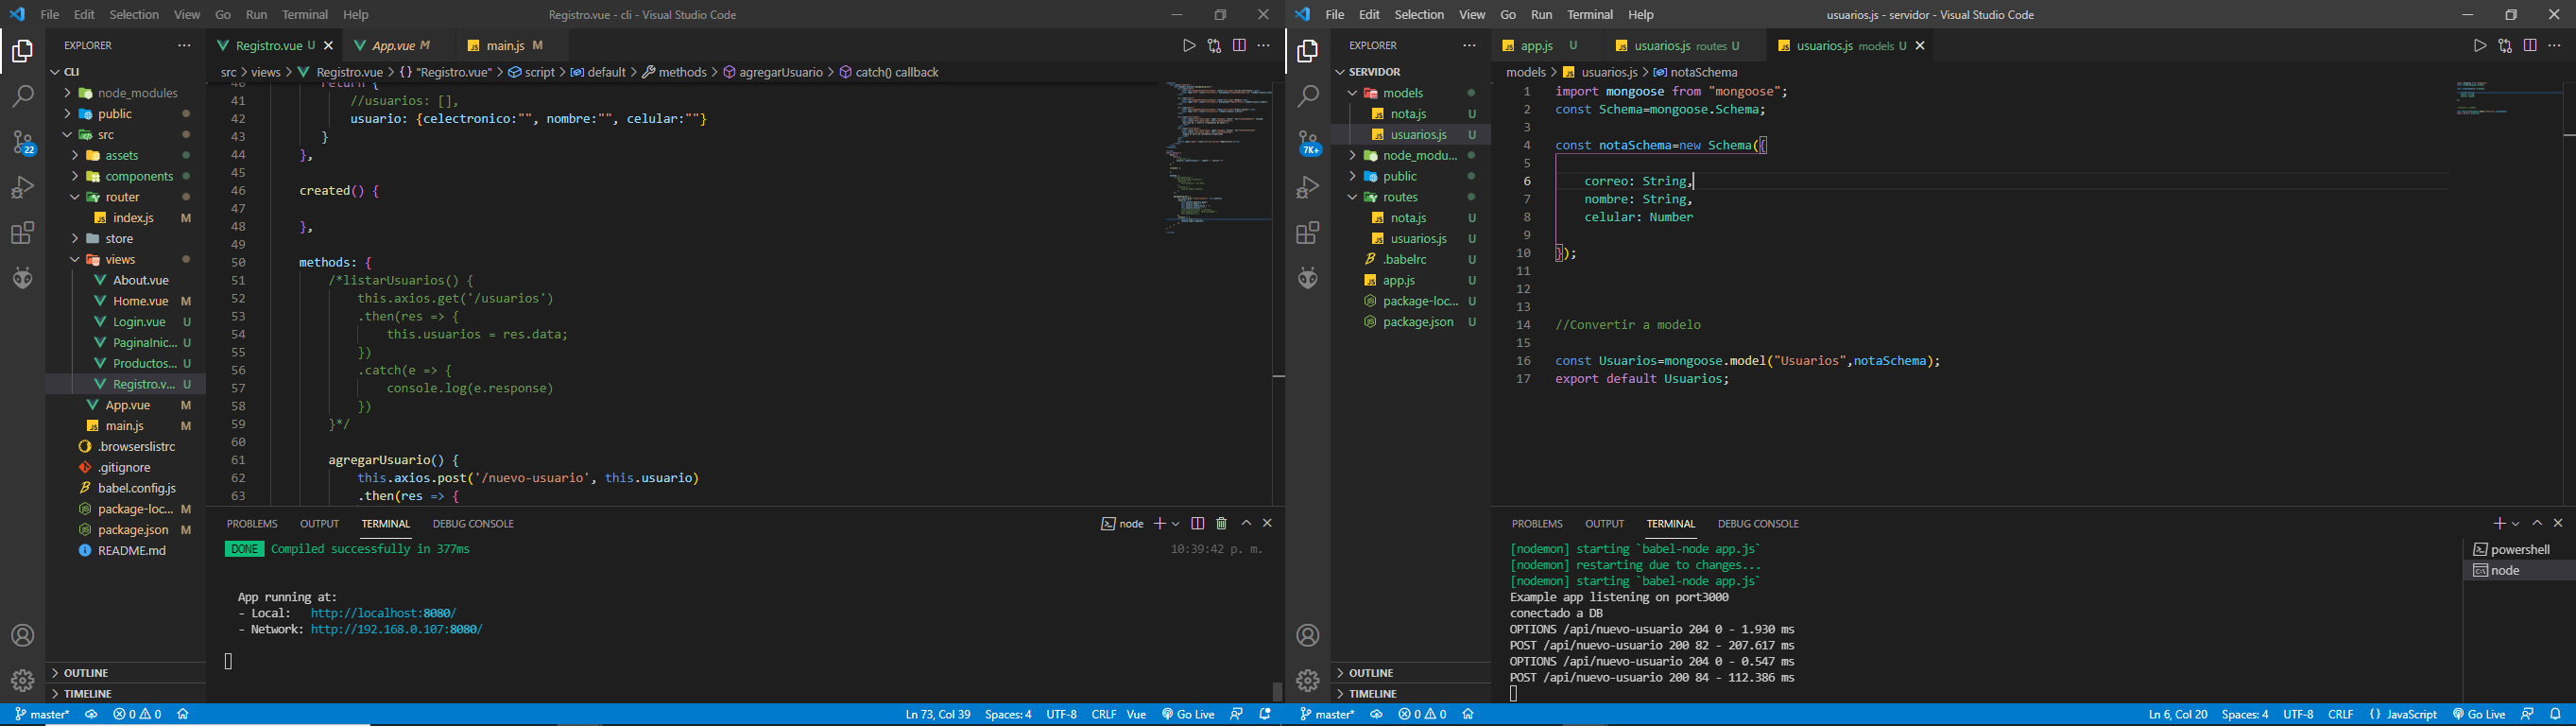 File Edit Selection View Go Run Terminal Help
Registro.vue - cli - Visual Studio Code
EXPLORER
CLI
node_modules
public
src
assets
components
router
index.js M
store
views
About.vue
Home.vue M
Login.vue U
PaginaInic... U
Productos... U
Registro.v... U
App.vue M
main.js M
.browserslistrc
.gitignore
babel.config.js
package-loc... M
package.json M
README.md
OUTLINE
TIMELINE
22
Registro.vue U
App.vue M
main.js M
src > views > Registro.vue > {} "Registro.vue" > script > default > methods > agregarUsuario > catch() callback
40 return {
41 //usuarios: [],
42 usuario: {celectronico:"", nombre:"", celular:""}
43 }
44 },
45
46 created() {
47
48 },
49
50 methods: {
51 /*listarUsuarios() {
52 this.axios.get('/usuarios')
53 .then(res => {
54 this.usuarios = res.data;
55 })
56 .catch(e => {
57 console.log(e.response)
58 })
59 }*/
60
61 agregarUsuario() {
62 this.axios.post('/nuevo-usuario', this.usuario)
63 .then(res => {
PROBLEMS OUTPUT TERMINAL DEBUG CONSOLE
node
DONE Compiled successfully in 377ms
10:39:42 p. m.
App running at:
- Local: http://localhost:8080/
- Network: http://192.168.0.107:8080/
master* 0 0
Ln 73, Col 39 Spaces: 4 UTF-8 CRLF Vue Go Live
File Edit Selection View Go Run Terminal Help
usuarios.js - servidor - Visual Studio Code
EXPLORER
SERVIDOR
models
nota.js U
usuarios.js U
node_modu...
public
routes
nota.js U
usuarios.js U
.babelrc U
app.js U
package-loc... U
package.json U
OUTLINE
TIMELINE
7K+
app.js U
usuarios.js routes U
usuarios.js models U
models > usuarios.js > notaSchema
1 import mongoose from "mongoose";
2 const Schema=mongoose.Schema;
3
4 const notaSchema=new Schema({
5
6 correo: String,
7 nombre: String,
8 celular: Number
9
10 });
11
12
13
14 //Convertir a modelo
15
16 const Usuarios=mongoose.model("Usuarios",notaSchema);
17 export default Usuarios;
PROBLEMS OUTPUT TERMINAL DEBUG CONSOLE
[nodemon] starting `babel-node app.js`
[nodemon] restarting due to changes...
[nodemon] starting `babel-node app.js`
Example app listening on port3000
conectado a DB
OPTIONS /api/nuevo-usuario 204 0 - 1.930 ms
POST /api/nuevo-usuario 200 82 - 207.617 ms
OPTIONS /api/nuevo-usuario 204 0 - 0.547 ms
POST /api/nuevo-usuario 200 84 - 112.386 ms
powershell
node
master* 0 0
Ln 6, Col 20 Spaces: 4 UTF-8 CRLF {} JavaScript Go Live